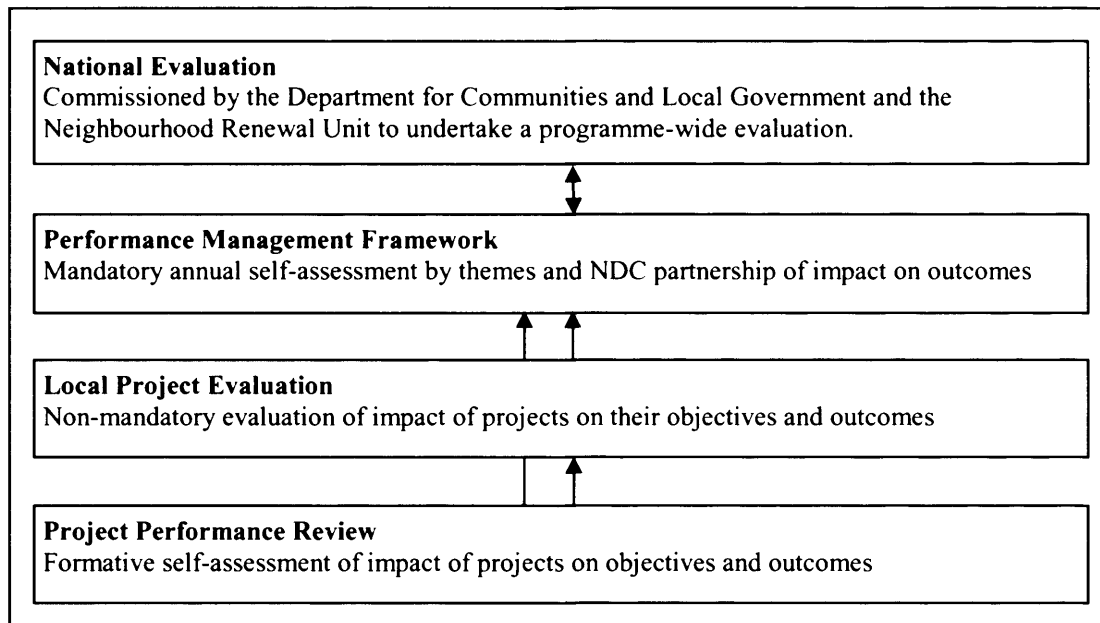 National Evaluation
Commissioned by the Department for Communities and Local Government and the
Neighbourhood Renewal Unit to undertake a programme-wide evaluation.
Performance Management Framework
Mandatory annual self-assessment by themes and NDC partnership of impact on outcomes
Local Project Evaluation
Non-mandatory evaluation of impact of projects on their objectives and outcomes
Project Performance Review
Formative self-assessment of impact of projects on objectives and outcomes